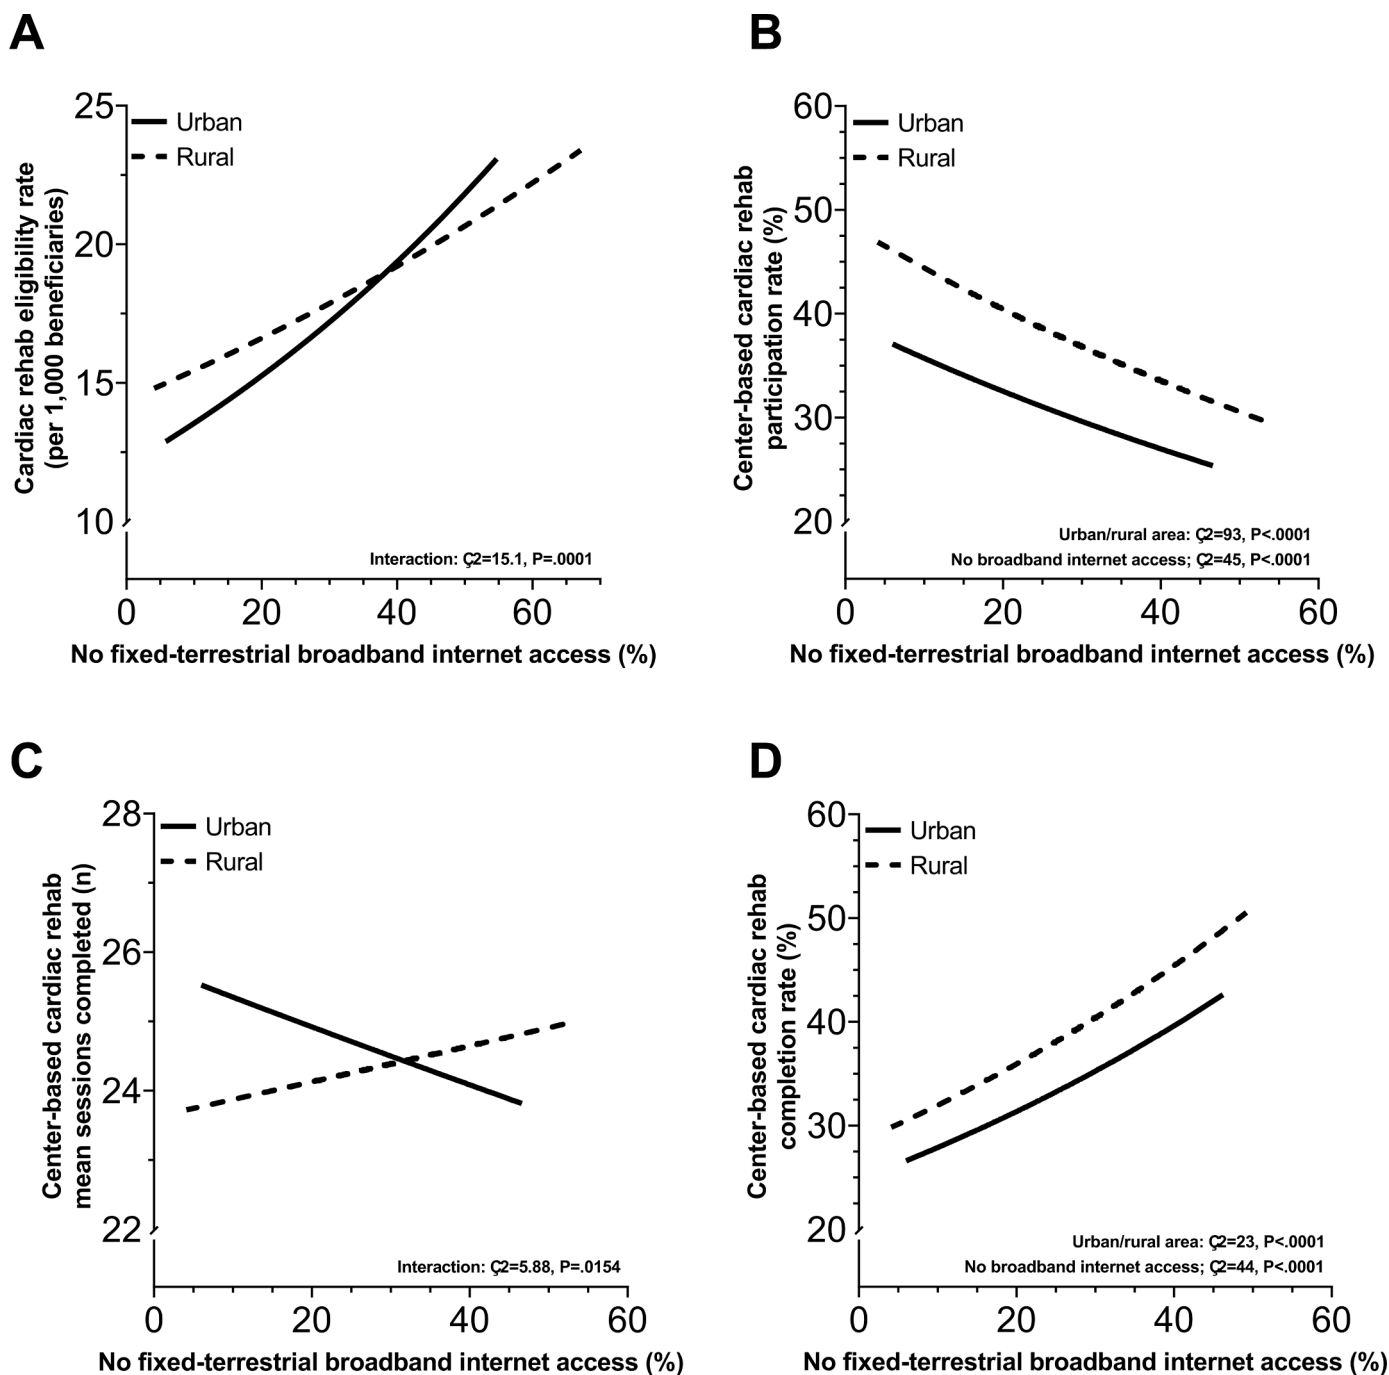 A
25
Urban
Rural
20
15
10
Cardiac rehab eligibility rate
(per 1,000 beneficiaries)
Interaction: Ç2=15.1, P=.0001
0 20 40 60
No fixed-terrestrial broadband internet access (%)
B
60
Urban
Rural
50
40
30
20
Center-based cardiac rehab
participation rate (%)
Urban/rural area: Ç2=93, P<.0001
No broadband internet access; Ç2=45, P<.0001
0 20 40 60
No fixed-terrestrial broadband internet access (%)
C
28
Urban
Rural
26
24
22
Center-based cardiac rehab
mean sessions completed (n)
Interaction: Ç2=5.88, P=.0154
0 20 40 60
No fixed-terrestrial broadband internet access (%)
D
60
Urban
Rural
50
40
30
20
Center-based cardiac rehab
completion rate (%)
Urban/rural area: Ç2=23, P<.0001
No broadband internet access; Ç2=44, P<.0001
0 20 40 60
No fixed-terrestrial broadband internet access (%)